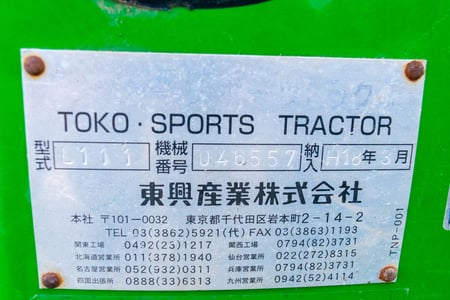 TOKO・SPORTS TRACTOR
型式 L111 機械番号 046557 納入 H18年3月
東興産業株式会社
本社 〒101-0032 東京都千代田区岩本町2-14-2
TEL 03(3862)5921(代) FAX 03(3863)1193
関東工場 0492(23)1217 関西工場 0794(82)3731
北海道営業所 011(378)1940 仙台営業所 022(272)8315
名古屋営業所 052(932)0311 兵庫営業所 0794(82)3731
四国出張所 0888(33)6313 九州営業所 0942(52)4114
TNP-001